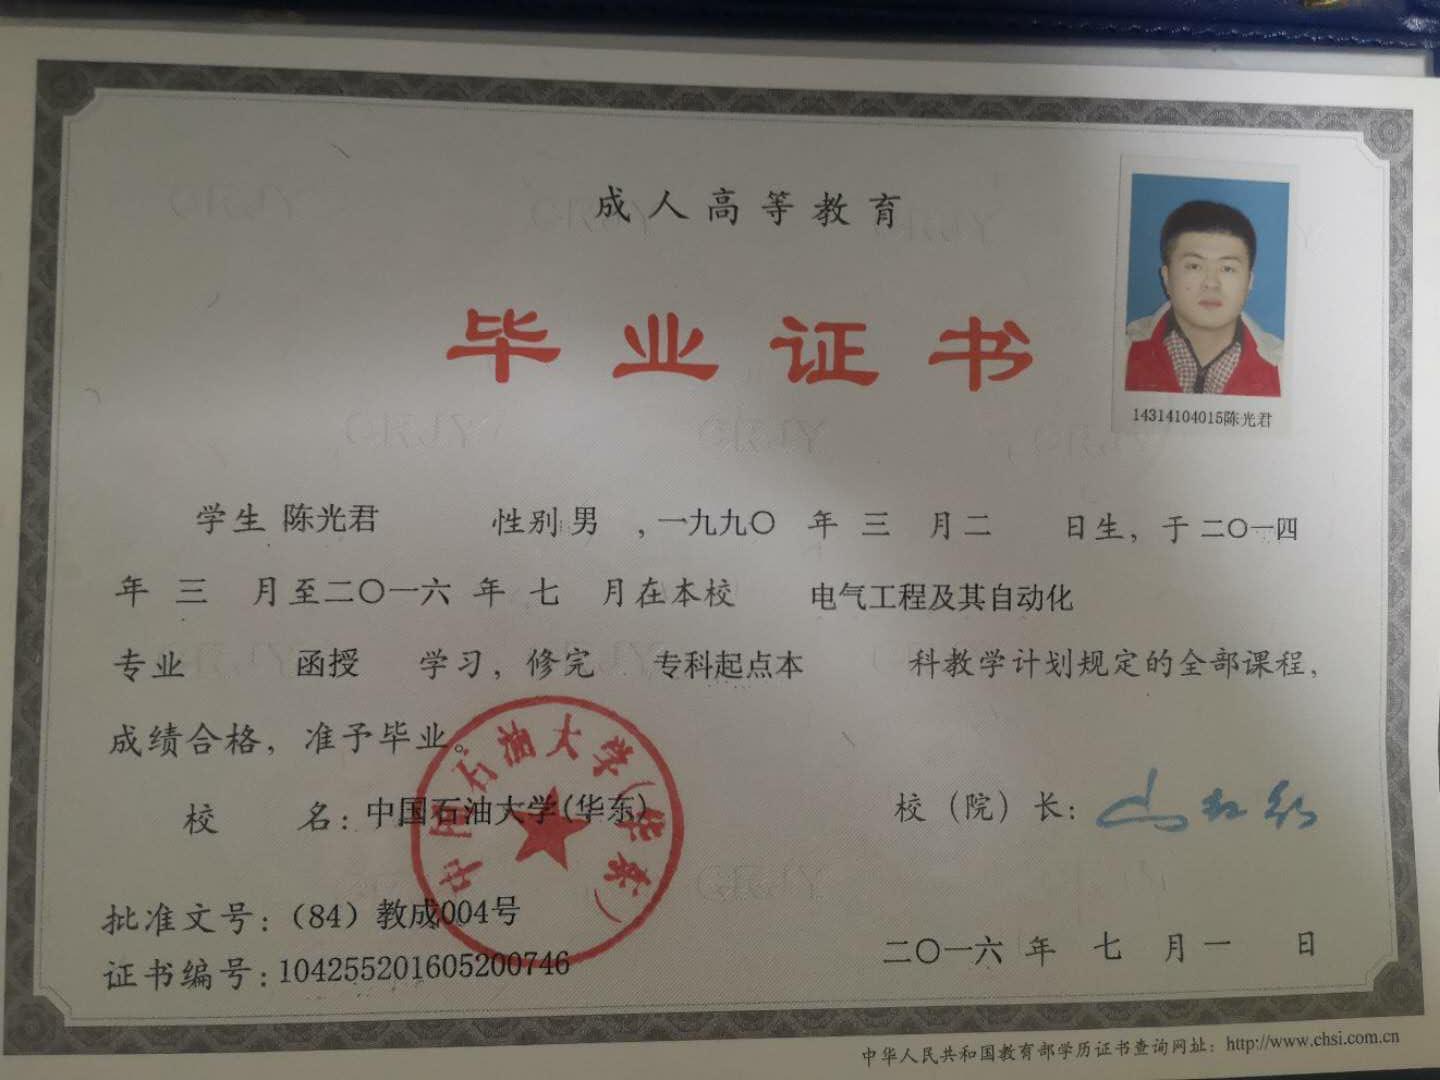 成人高等教育
毕业证书
14314104015陈光君
学生 陈光君 性别 男 ，一九九〇 年 三 月二 日生，于 二〇一四
年 三 月至二〇一六 年 七 月在本校 电气工程及其自动化
专业 函授 学习，修完 专科起点本 科教学计划规定的全部课程，
成绩合格，准予毕业。
校 名：中国石油大学(华东) 校（院）长：
中国石油大学(华东)
批准文号：（84）教成004号
二〇一六 年 七 月一 日
证书编号：104255201605200746
中华人民共和国教育部学历证书查询网址：http://www.chsi.com.cn